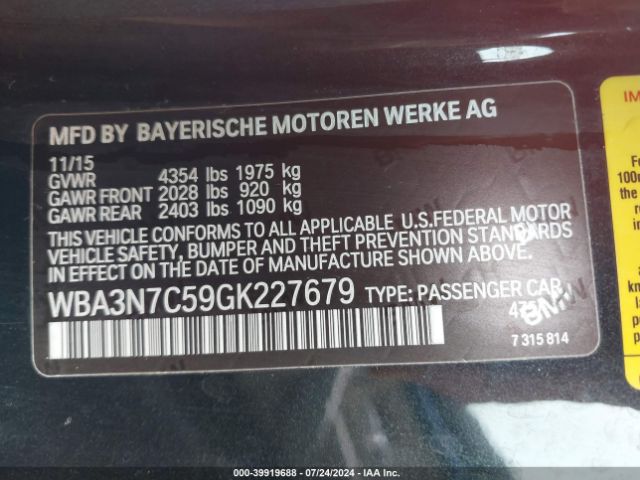 MFD BY BAYERISCHE MOTOREN WERKE AG
11/15
GVWR 4354 lbs 1975 kg
GAWR FRONT 2028 lbs 920 kg
GAWR REAR 2403 lbs 1090 kg
THIS VEHICLE CONFORMS TO ALL APPLICABLE U.S.FEDERAL MOTOR
VEHICLE SAFETY, BUMPER AND THEFT PREVENTION STANDARDS
IN EFFECT ON THE DATE OF MANUFACTURE SHOWN ABOVE.
WBA3N7C59GK227679 TYPE: PASSENGER CAR
7 315 814
IM
100m
000-39919688 - 07/24/2024 - IAA Inc.